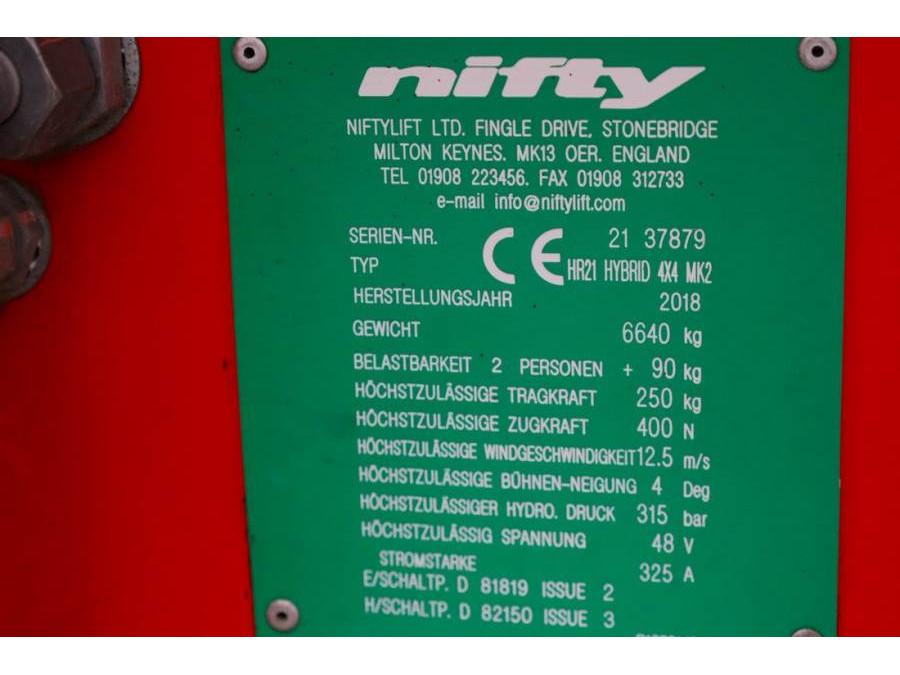 nifty
NIFTYLIFT LTD. FINGLE DRIVE, STONEBRIDGE
MILTON KEYNES. MK13 OER. ENGLAND
TEL 01908 223456. FAX 01908 312733
e-mail info@niftylift.com
SERIEN-NR. CE 21 37879
TYP HR21 HYBRID 4X4 MK2
HERSTELLUNGSJAHR 2018
GEWICHT 6640 kg
BELASTBARKEIT 2 PERSONEN + 90 kg
HÖCHSTZULÄSSIGE TRAGKRAFT 250 kg
HÖCHSTZULÄSSIGE ZUGKRAFT 400 N
HÖCHSTZULÄSSIGE WINDGESCHWINDIGKEIT 12.5 m/s
HÖCHSTZULÄSSIGE BÜHNEN-NEIGUNG 4 Deg
HÖCHSTZULÄSSIGER HYDRO. DRUCK 315 bar
HÖCHSTZULÄSSIG SPANNUNG 48 V
STROMSTARKE 325 A
E/SCHALTP. D 81819 ISSUE 2
H/SCHALTP. D 82150 ISSUE 3